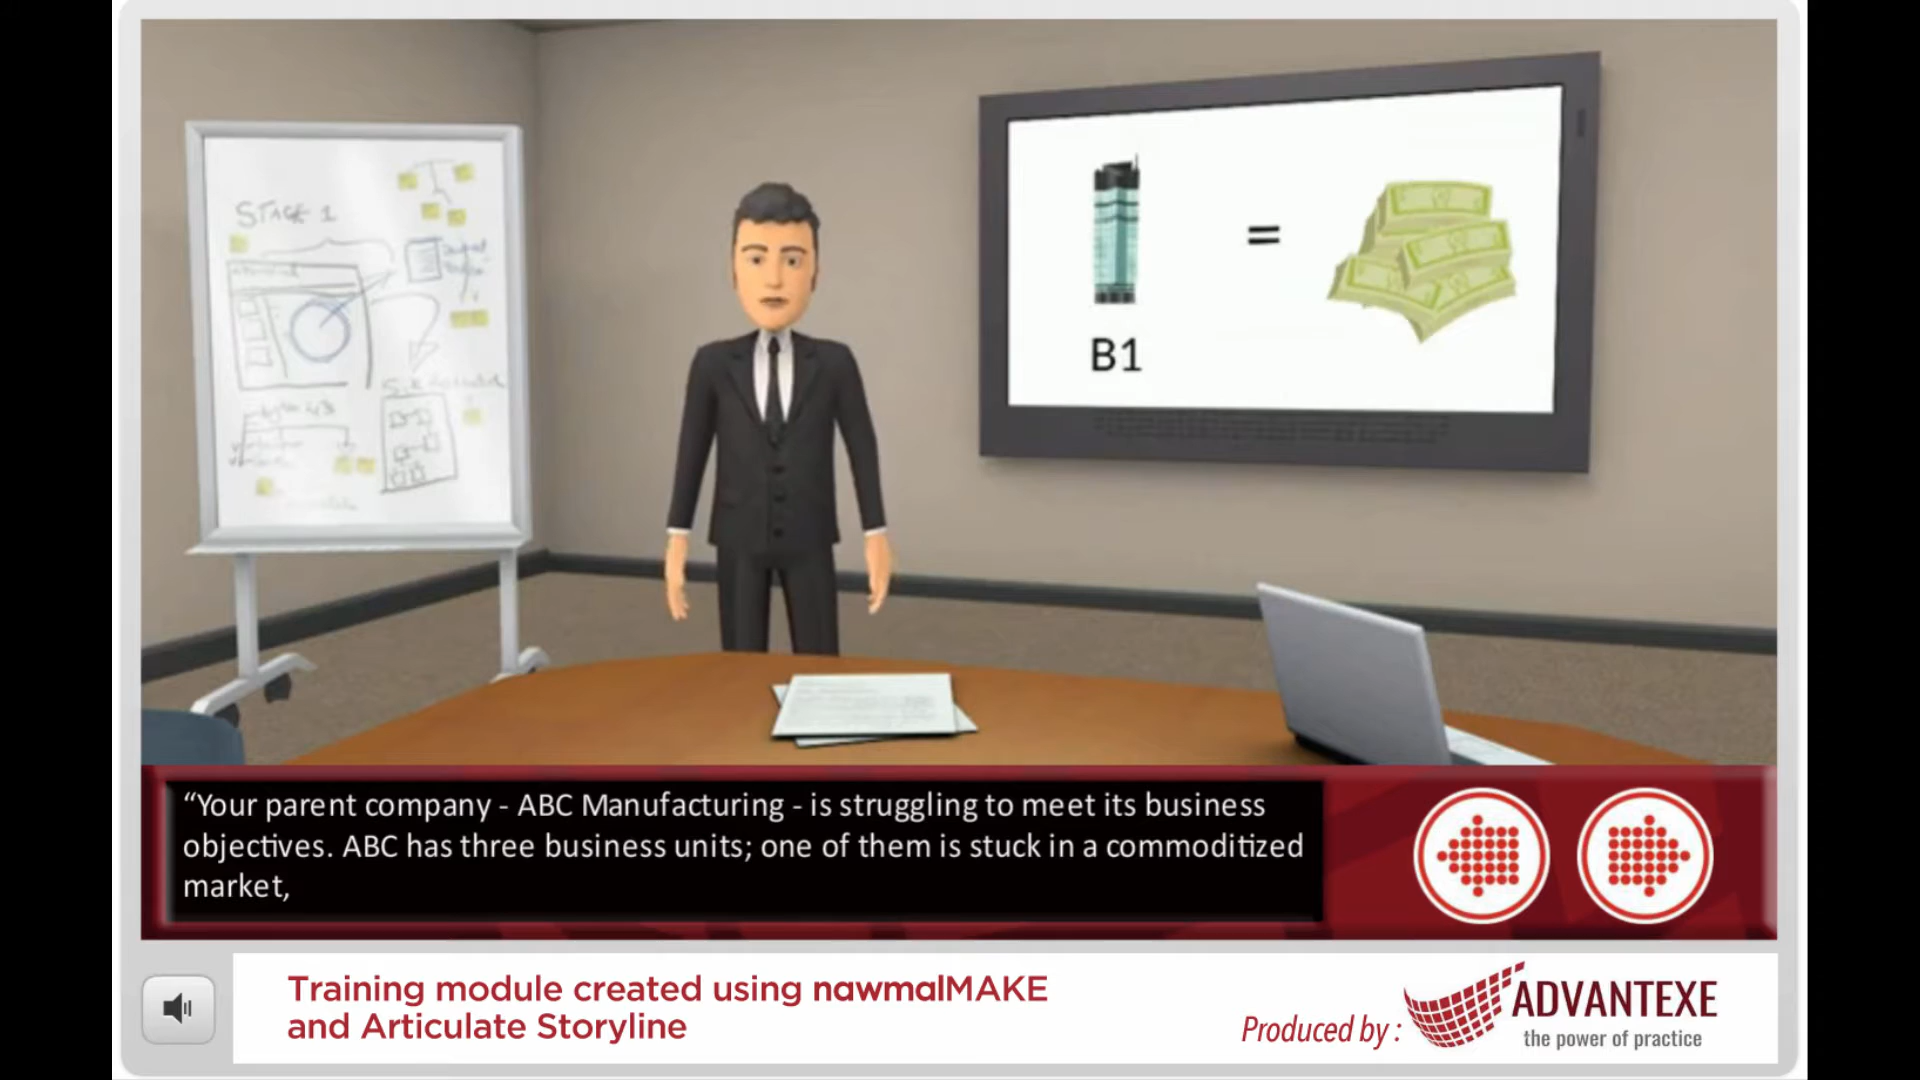 STAGE 1
B1
=
“Your parent company - ABC Manufacturing - is struggling to meet its business
objectives. ABC has three business units; one of them is stuck in a commoditized
market,
Training module created using nawmalMAKE
and Articulate Storyline
Produced by :
ADVANTEXE
the power of practice